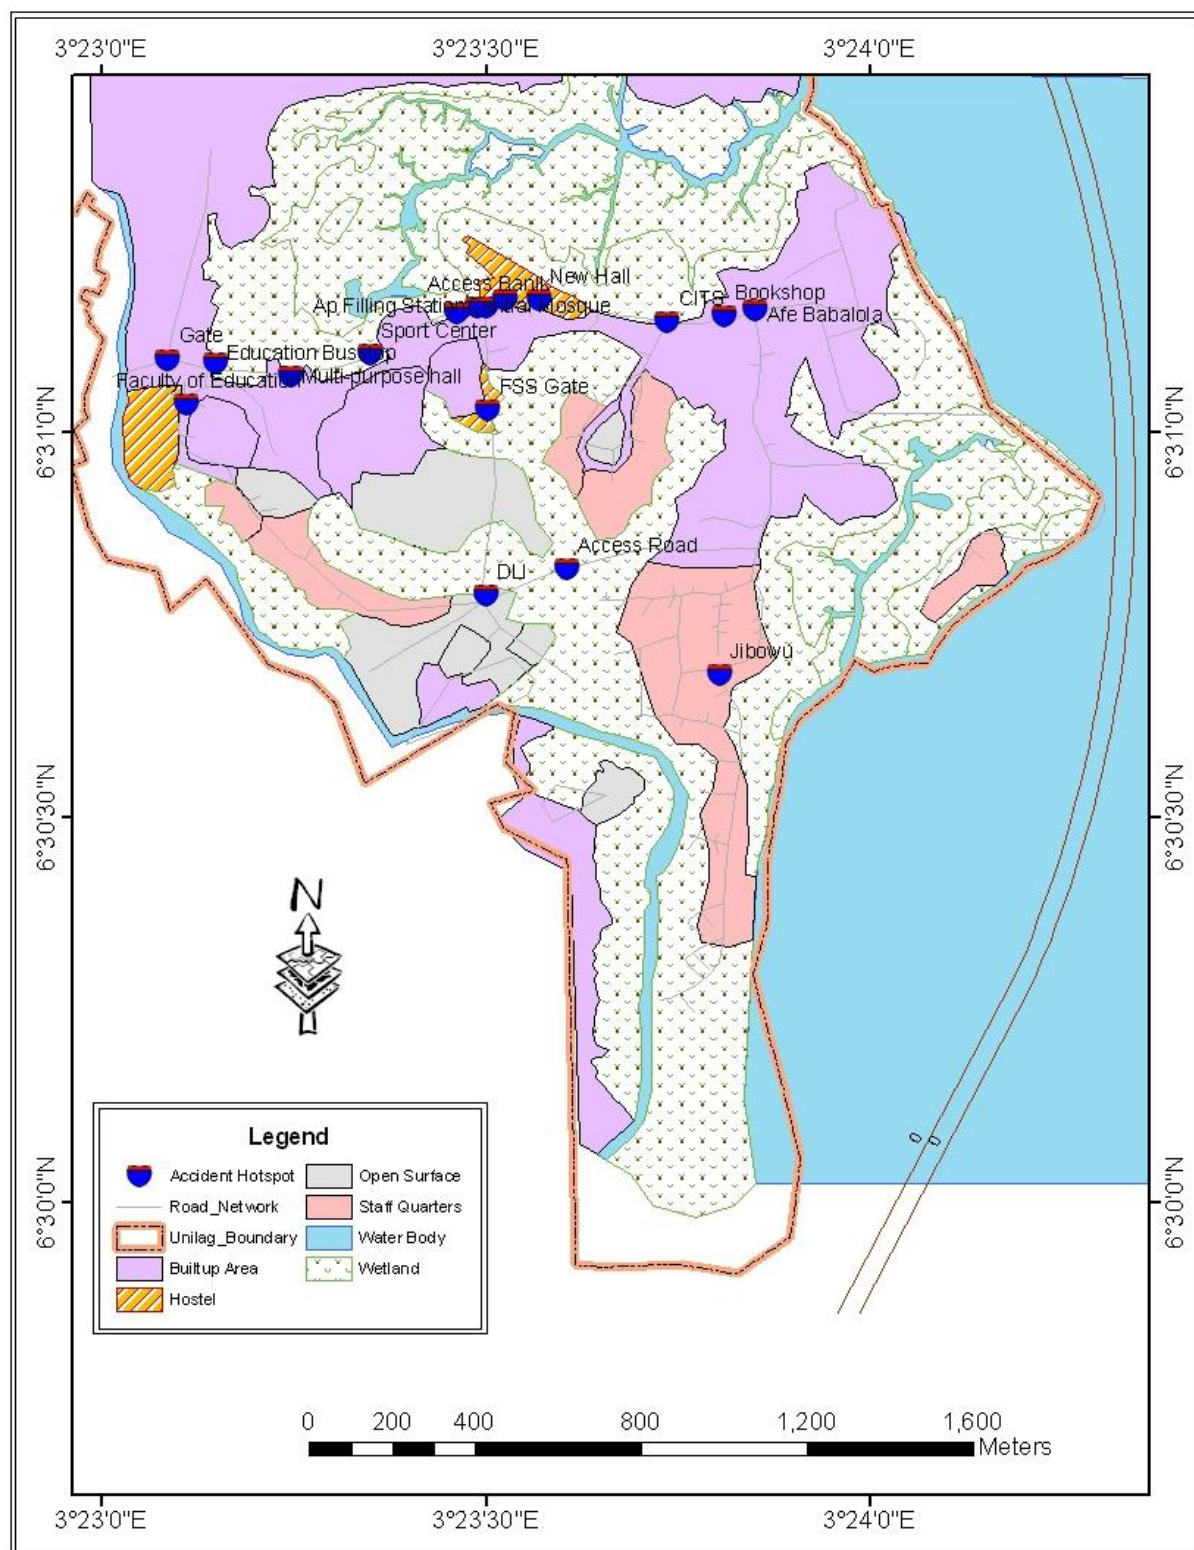 3°23'0"E 3°23'30"E 3°24'0"E
New Hall
Access Bank
Bookshop
CITS
Ap Filling Station Central Mosque
Afe Babalola
Sport Center
Gate
Education Busstop
Faculty of Education
Multi-purpose hall
FSS Gate
6°31'0"N 6°31'0"N
Access Road
DLI
Jibowu
6°30'30"N 6°30'30"N
N
0 0
Legend
Accident Hotspot
Road_Network
Unilag_Boundary
Builtup Area
Hostel
Open Surface
Staff Quarters
Water Body
Wetland
6°30'0"N 6°30'0"N
0 200 400 800 1,200 1,600
Meters
3°23'0"E 3°23'30"E 3°24'0"E